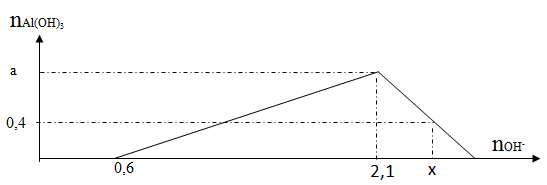 nAl(OH)₃
a
0,4
nOH-
0,6
2,1
x